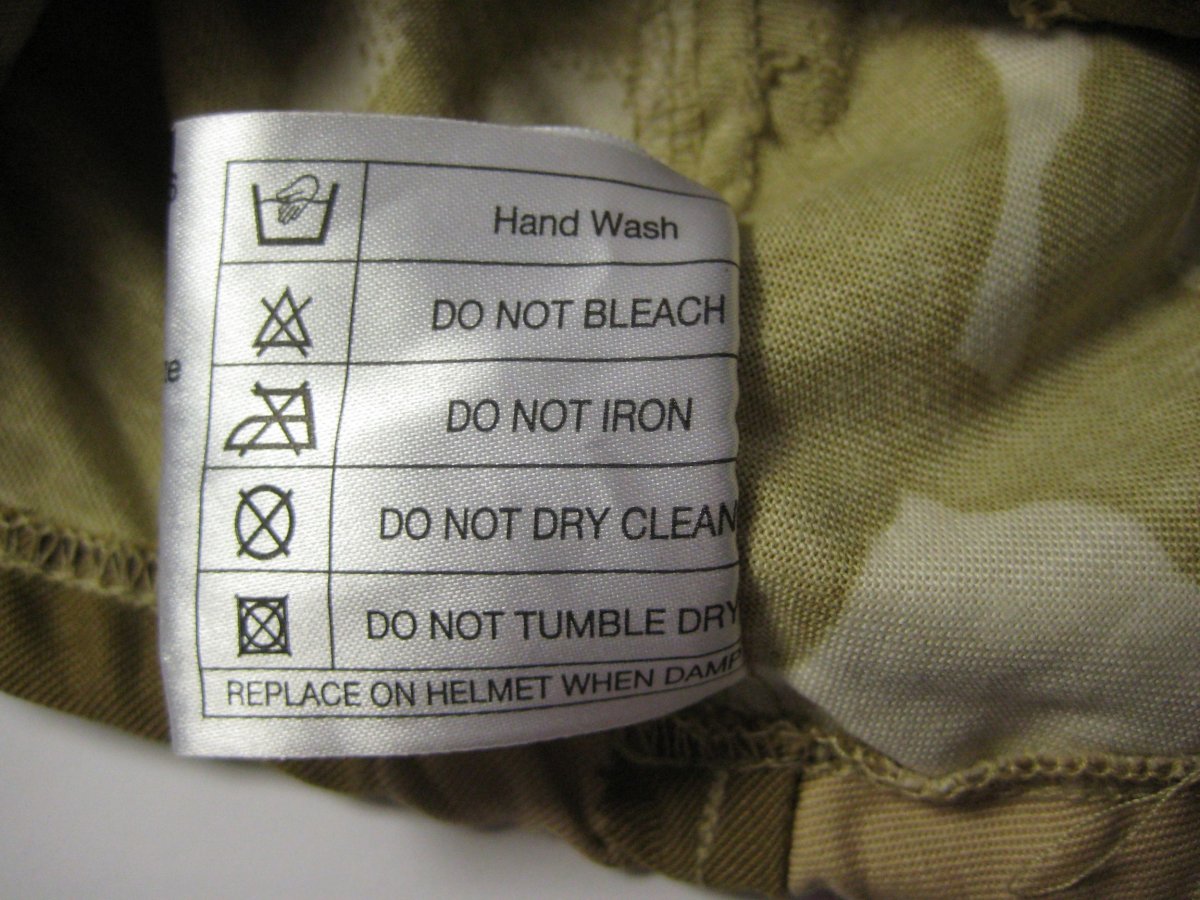 Hand Wash
DO NOT BLEACH
DO NOT IRON
DO NOT DRY CLEAN
DO NOT TUMBLE DRY
REPLACE ON HELMET WHEN DAMP